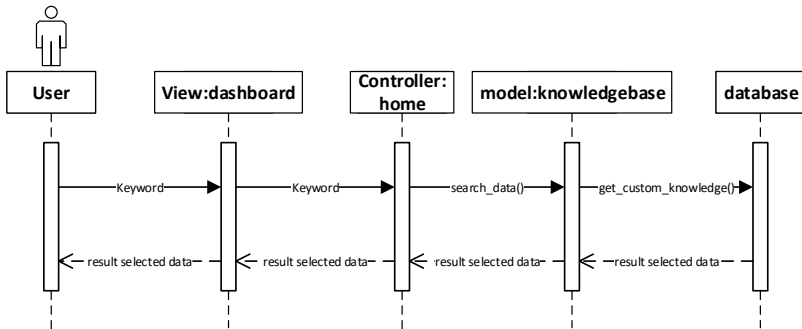 User
View:dashboard
Controller:
home
model:knowledgebase
database
Keyword
Keyword
search_data()
get_custom_knowledge()
result selected data
result selected data
result selected data
result selected data